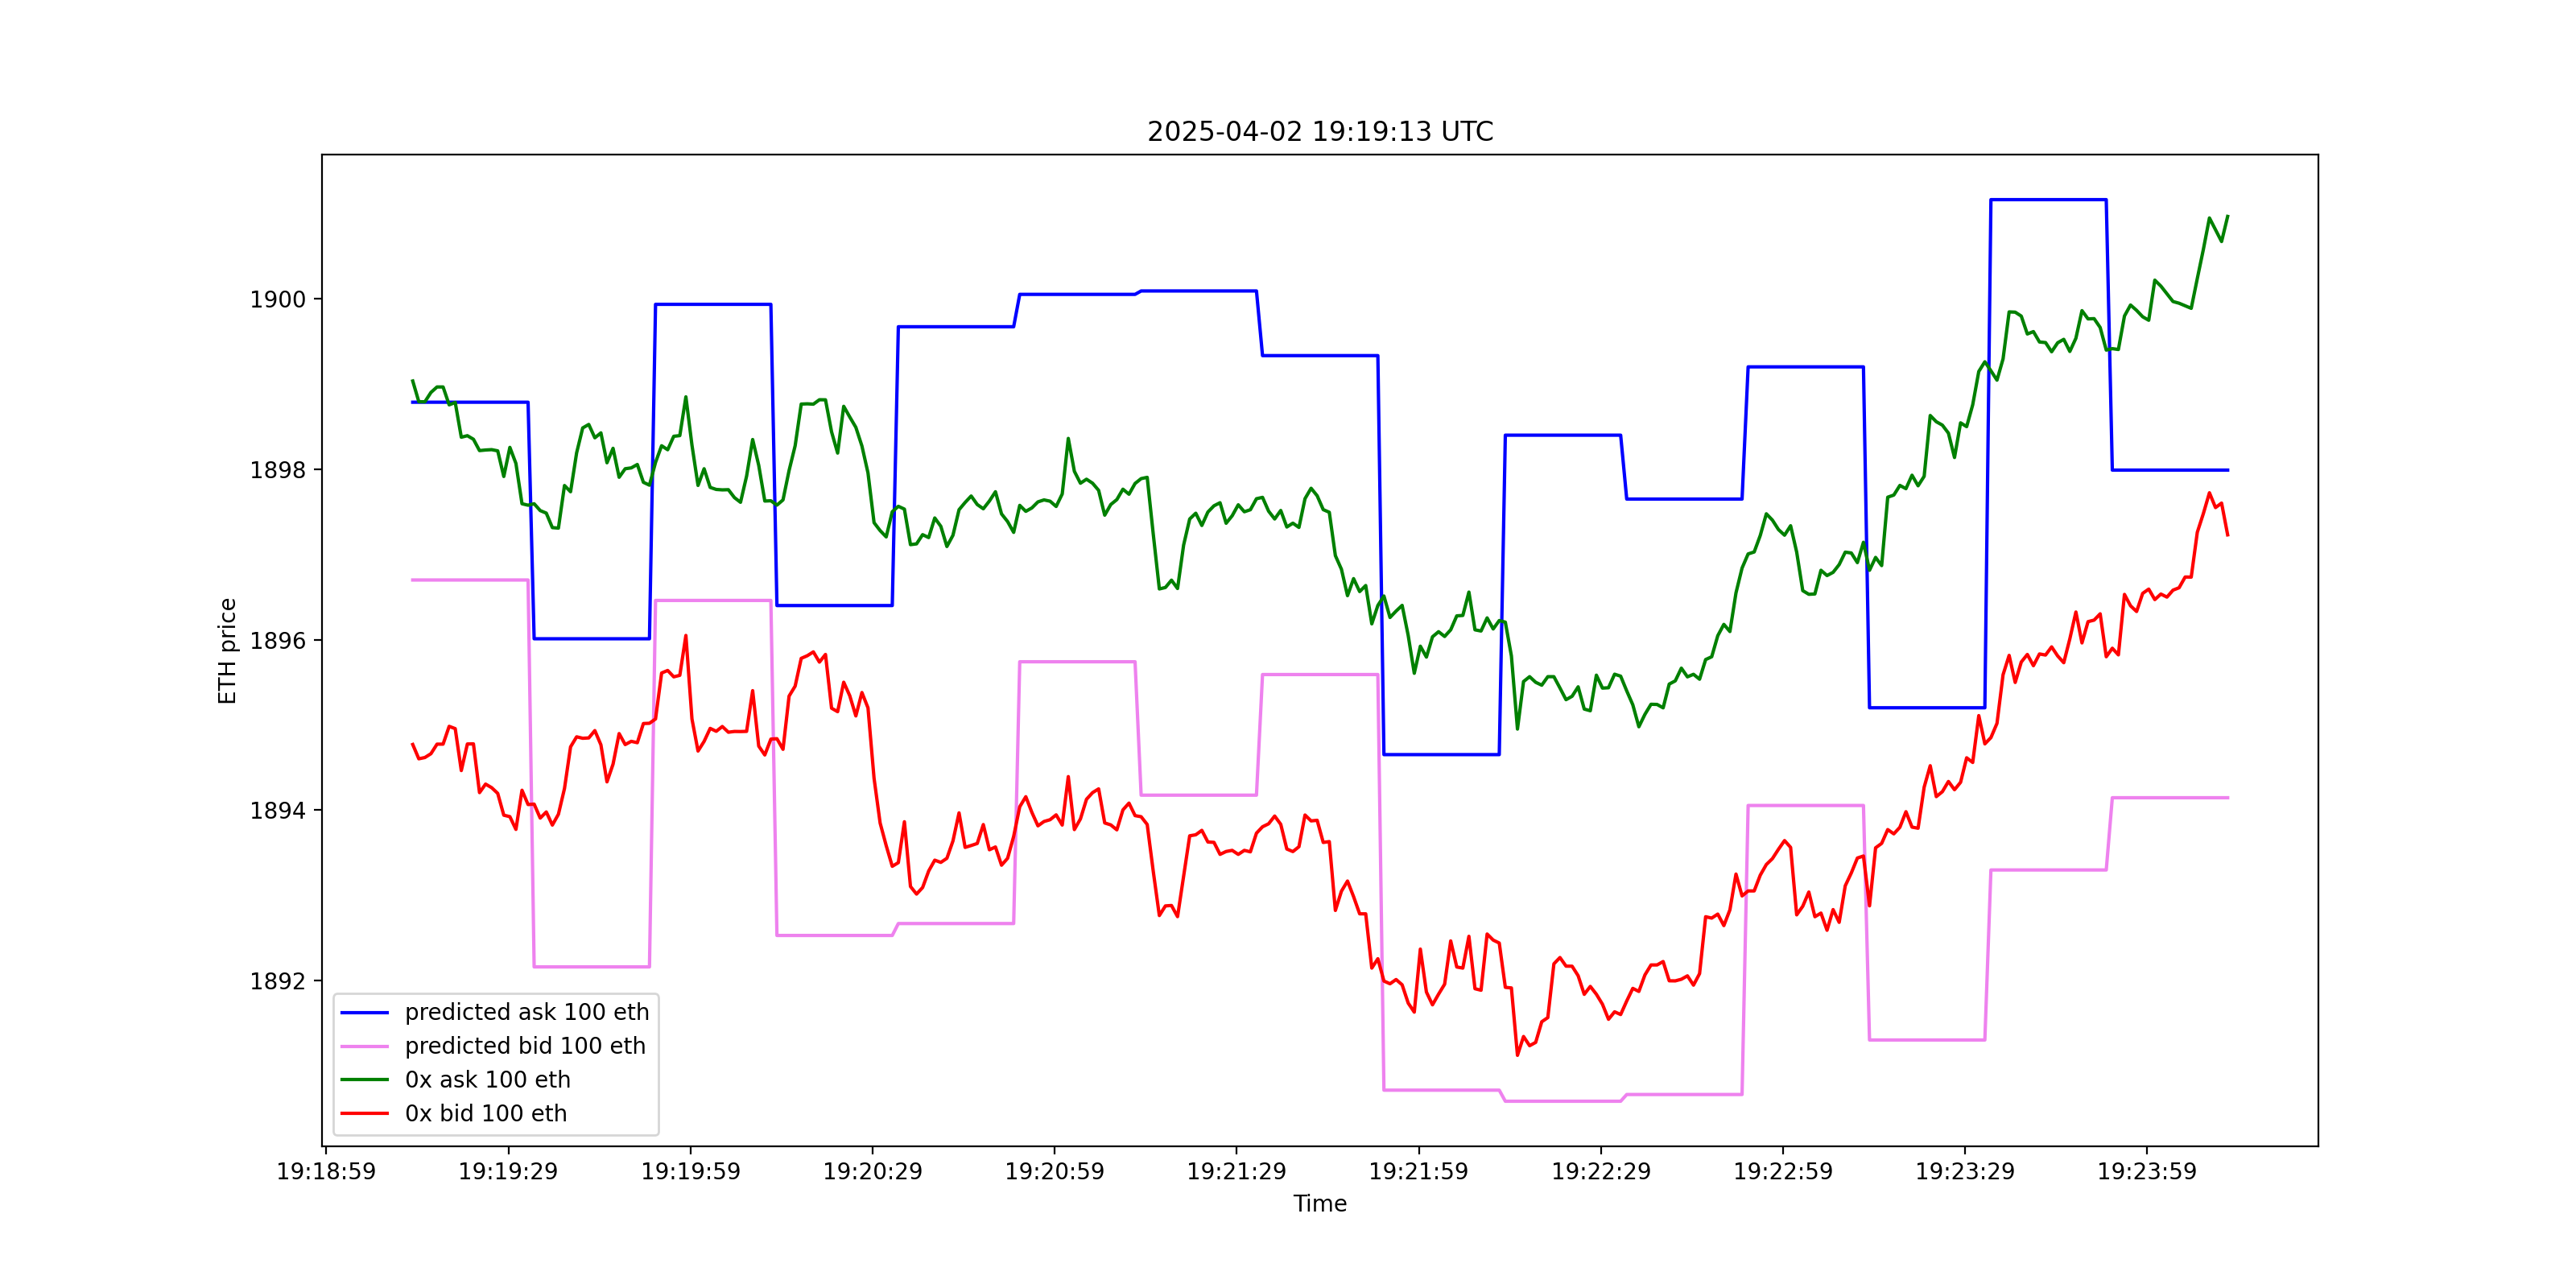 2025-04-02 19:19:13 UTC
1900
1898
1896
1894
1892
ETH price
predicted ask 100 eth
predicted bid 100 eth
0x ask 100 eth
0x bid 100 eth
19:18:59 19:19:29 19:19:59 19:20:29 19:20:59 19:21:29 19:21:59 19:22:29 19:22:59 19:23:29 19:23:59
Time